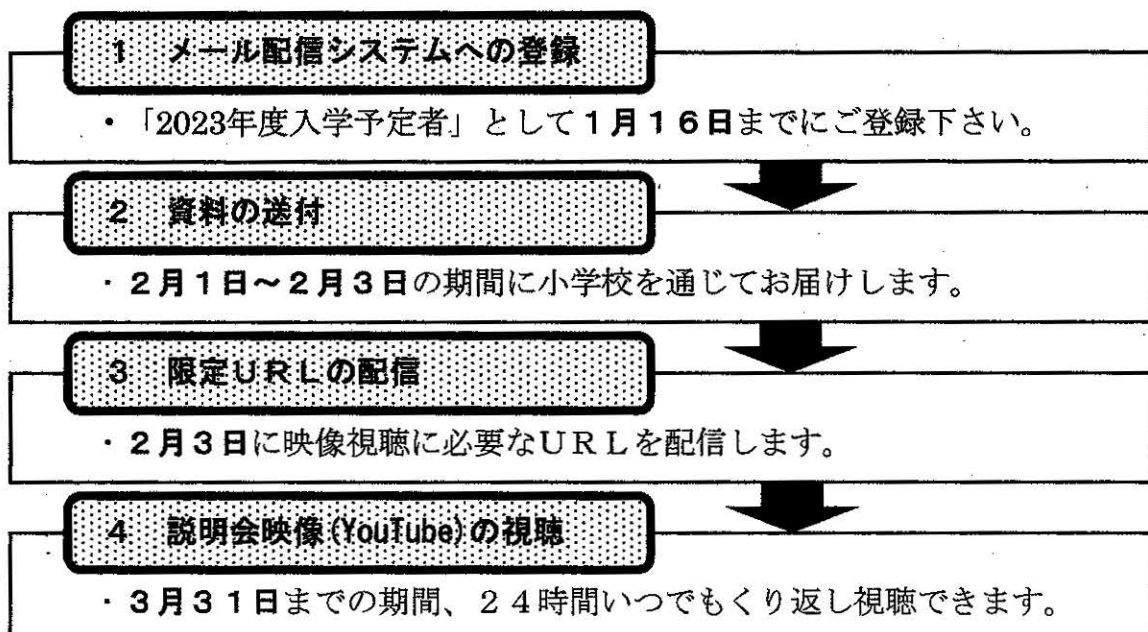 1 メール配信システムへの登録
・「2023年度入学予定者」として1月16日までにご登録下さい。
2 資料の送付
・2月1日～2月3日の期間に小学校を通じてお届けします。
3 限定URLの配信
・2月3日に映像視聴に必要なURLを配信します。
4 説明会映像(YouTube)の視聴
・3月31日までの期間、24時間いつでもくり返し視聴できます。